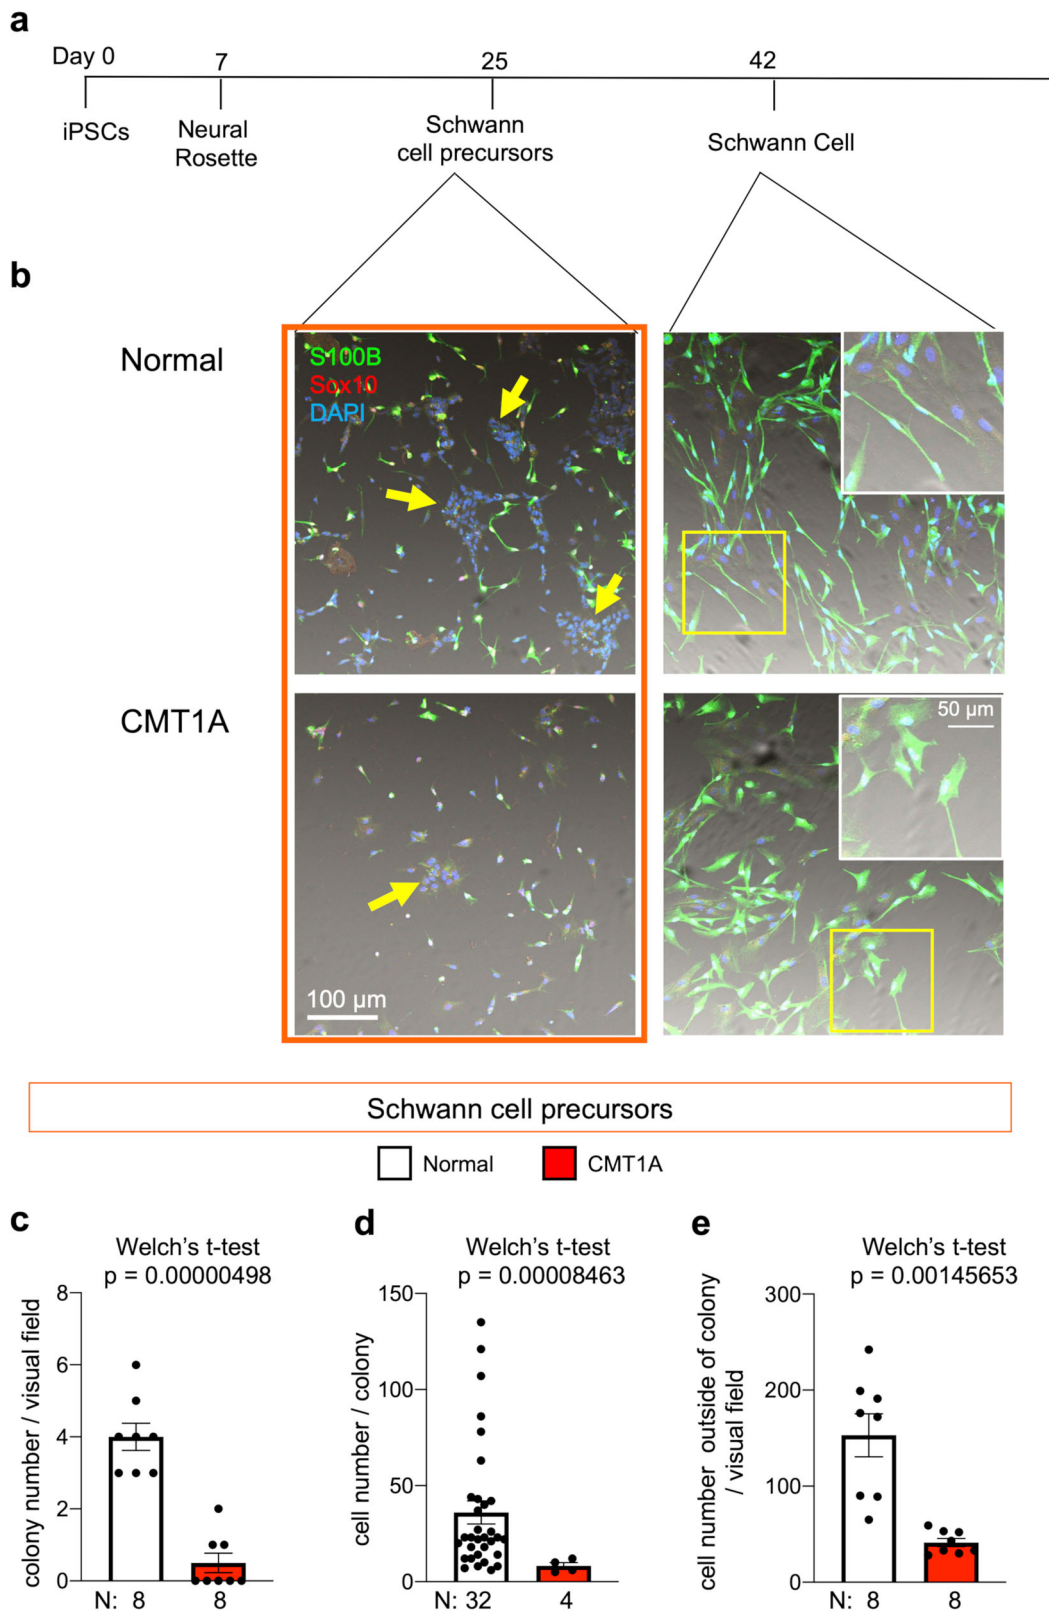 a
Day 0 7 25 42
iPSCs
Neural
Rosette
Schwann
cell precursors
Schwann Cell
b
Normal
S100B
Sox10
DAPI
CMT1A
50 µm
100 µm
Schwann cell precursors
Normal CMT1A
c
Welch's t-test
p = 0.00000498
colony number / visual field
8
6
4
2
0
N: 8 8
d
Welch's t-test
p = 0.00008463
cell number / colony
150
100
50
0
N: 32 4
e
Welch's t-test
p = 0.00145653
cell number outside of colony
/ visual field
300
200
100
0
N: 8 8